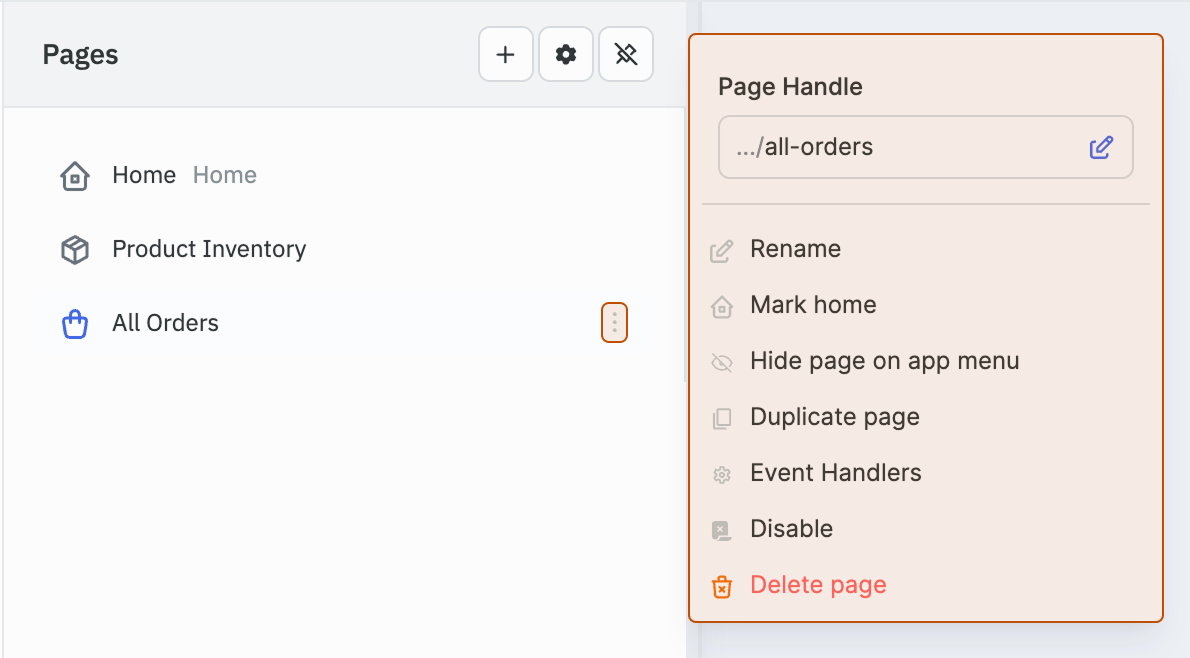 Pages
Home Home
Product Inventory
All Orders
Page Handle
.../all-orders
Rename
Mark home
Hide page on app menu
Duplicate page
Event Handlers
Disable
Delete page